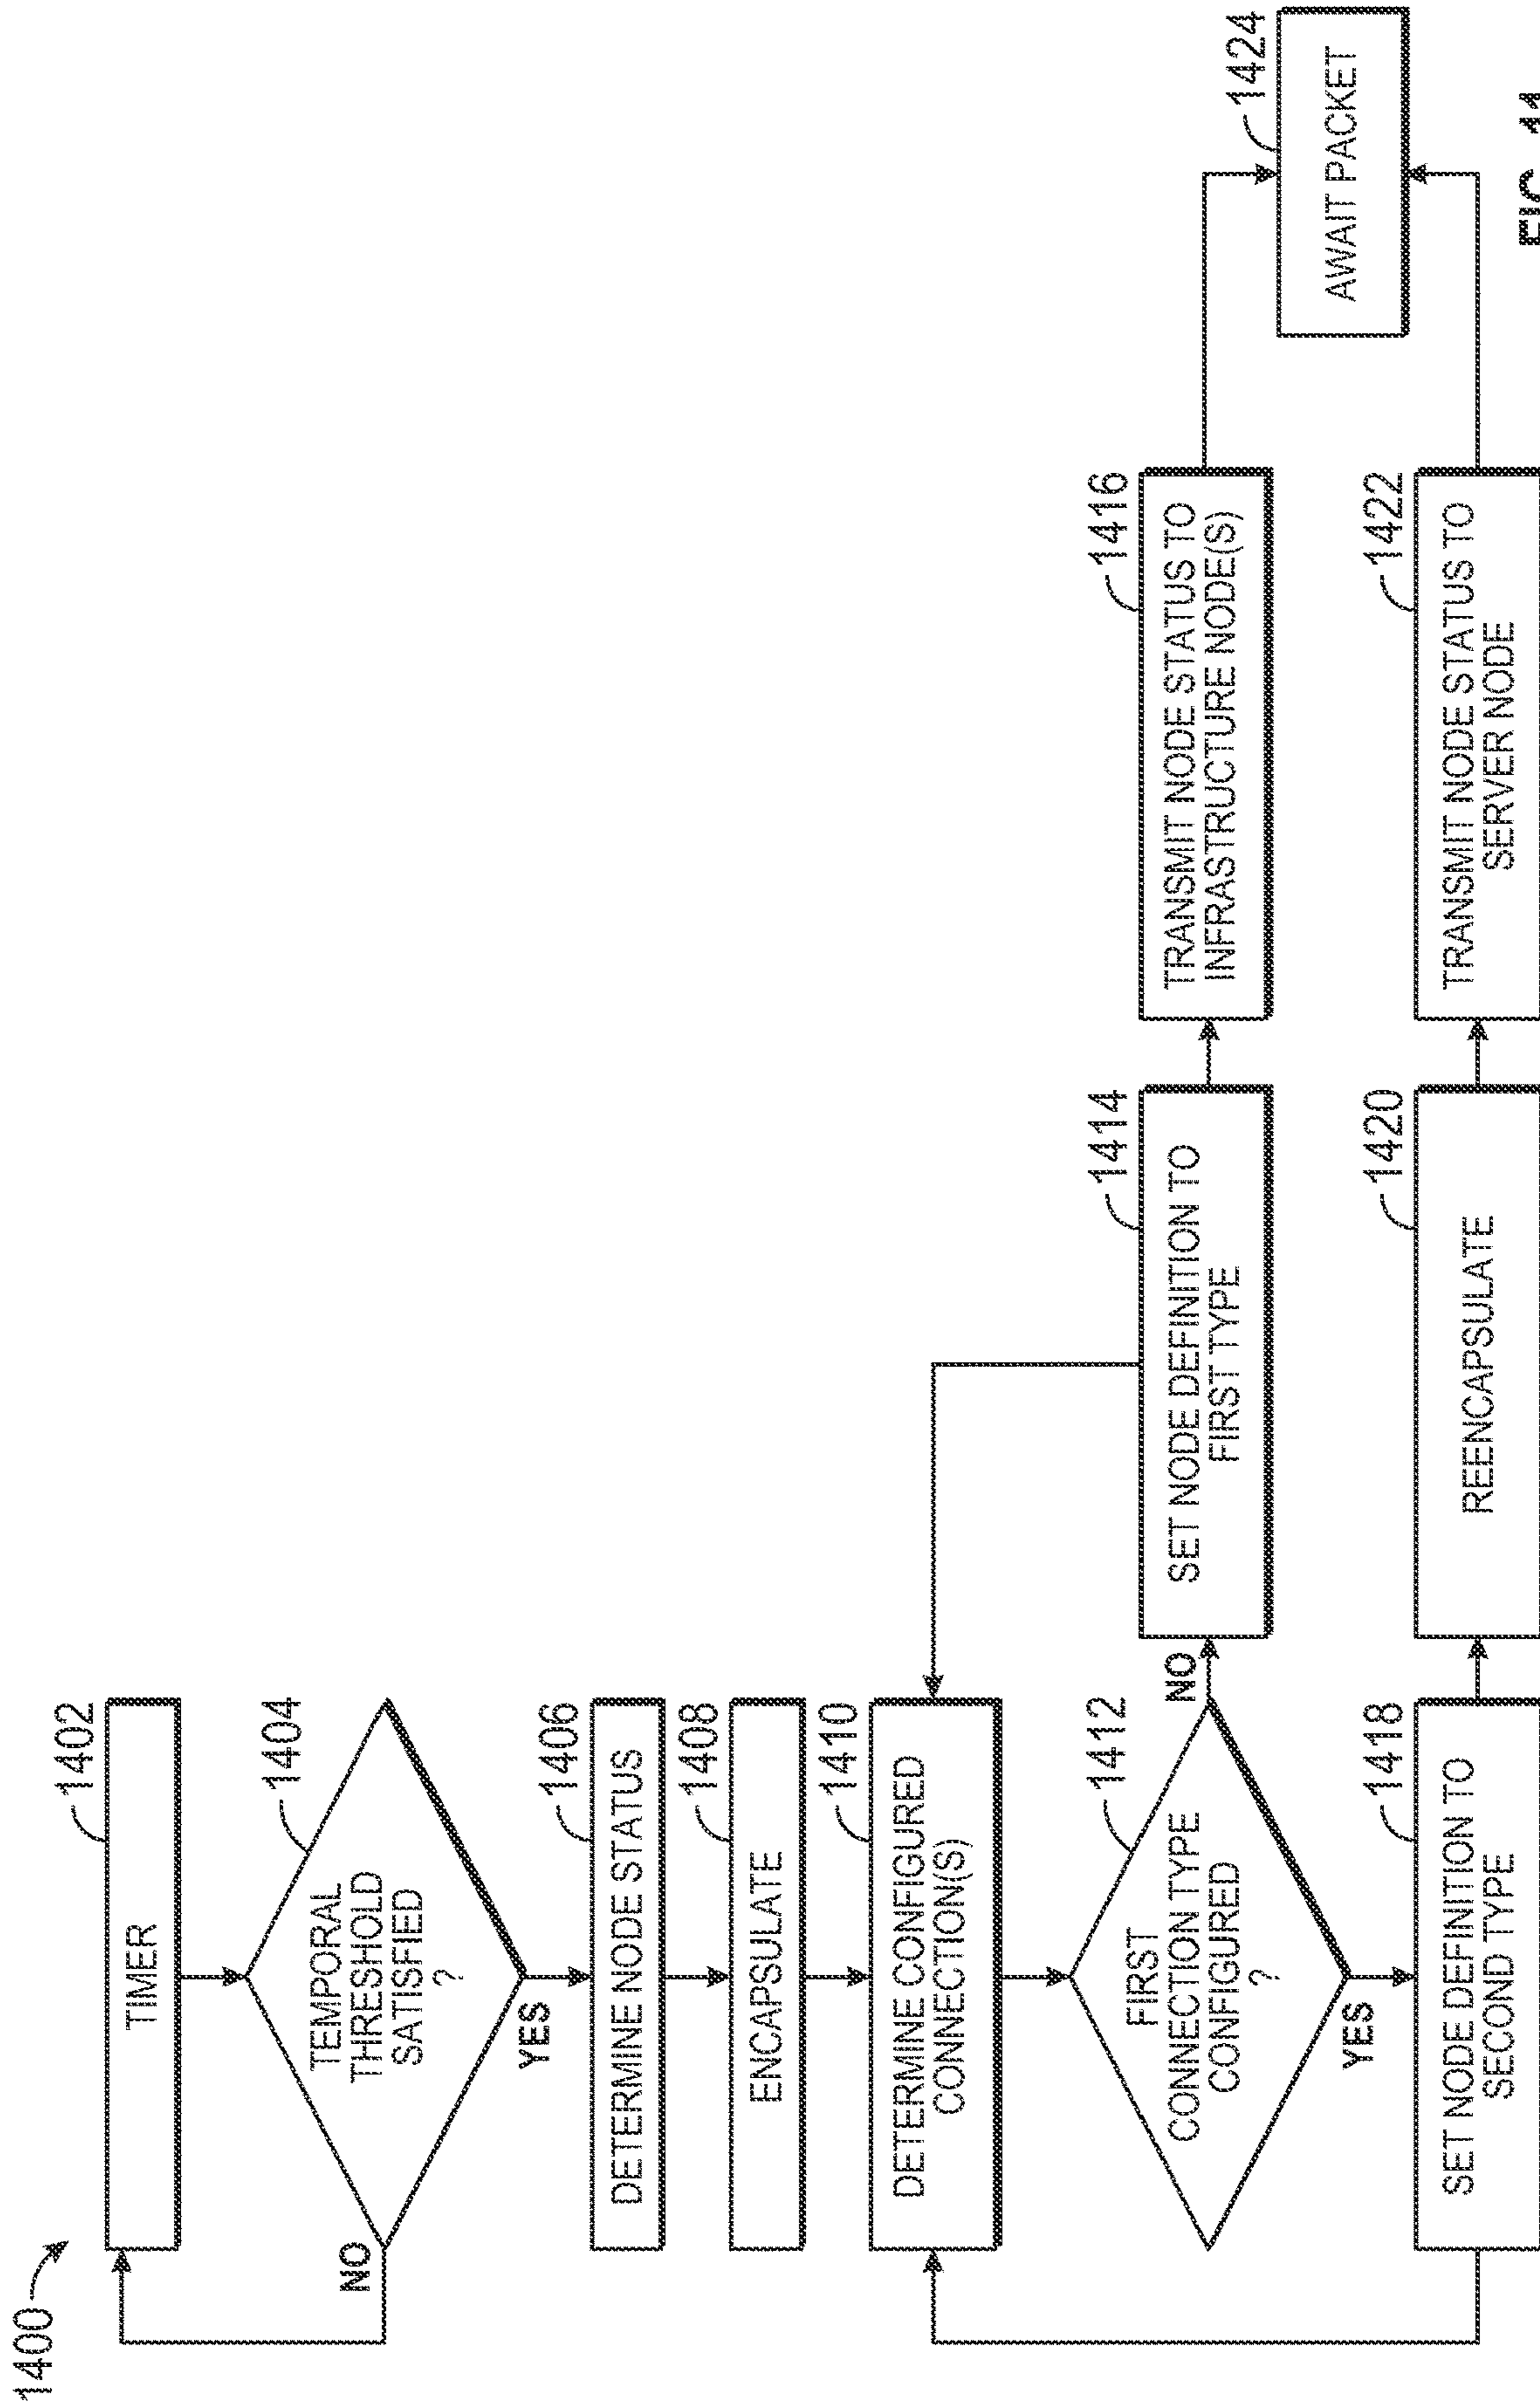 1400
1402
TIMER
1404
TEMPORAL
THRESHOLD
SATISFIED
?
NO
YES
1406
DETERMINE NODE STATUS
1408
ENCAPSULATE
1410
DETERMINE CONFIGURED
CONNECTION(S)
1412
FIRST
CONNECTION TYPE
CONFIGURED
?
NO
YES
1414
SET NODE DEFINITION TO
FIRST TYPE
1416
TRANSMIT NODE STATUS TO
INFRASTRUCTURE NODE(S)
1418
SET NODE DEFINITION TO
SECOND TYPE
1420
REENCAPSULATE
1422
TRANSMIT NODE STATUS TO
SERVER NODE
1424
AWAIT PACKET